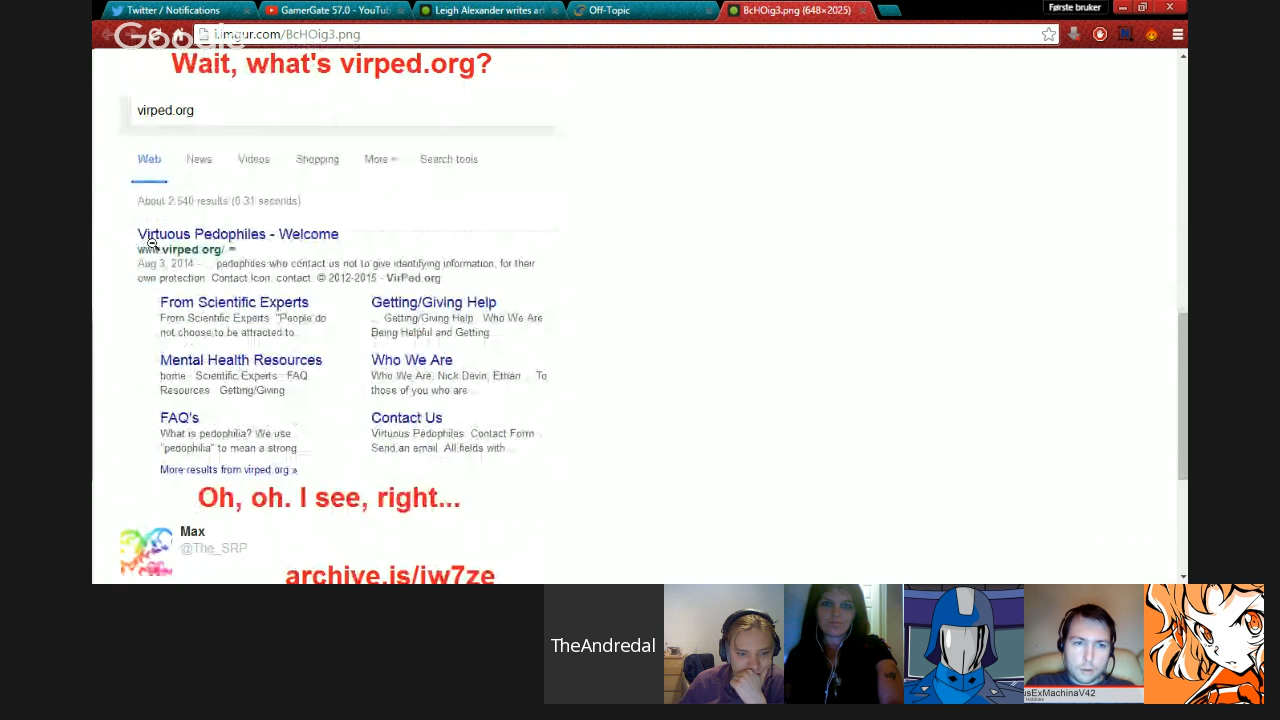 Twitter / Notifications
GamerGate 57.0 - YouTub
Leigh Alexander writes art
Off-Topic
BcHOig3.png (648×2025)
Første bruker
Google
i.imgur.com/BcHOig3.png
Wait, what's virped.org?
virped.org
Web News Videos Shopping More Search tools
About 2,640 results (0.31 seconds)
Virtuous Pedophiles - Welcome
www.virped.org/
Aug 3, 2014 - pedophiles who contact us not to give identifying information, for their
own protection. Contact Icon. contact. © 2012-2015 - VirPed.org
From Scientific Experts
From Scientific Experts. "People do
not choose to be attracted to
Getting/Giving Help
... Getting/Giving Help Who We Are
Being Helpful and Getting
Mental Health Resources
home Scientific Experts FAQ
Resources Getting/Giving
Who We Are
Who We Are. Nick Devin, Ethan To
those of you who are
FAQ's
What is pedophilia? We use
"pedophilia" to mean a strong
Contact Us
Virtuous Pedophiles. Contact Form
Send an email. All fields with
More results from virped.org »
Oh, oh. I see, right...
Max
@The_SRP
archive.is/jw7ze
TheAndredal
usExMachinaV42
Hobbies